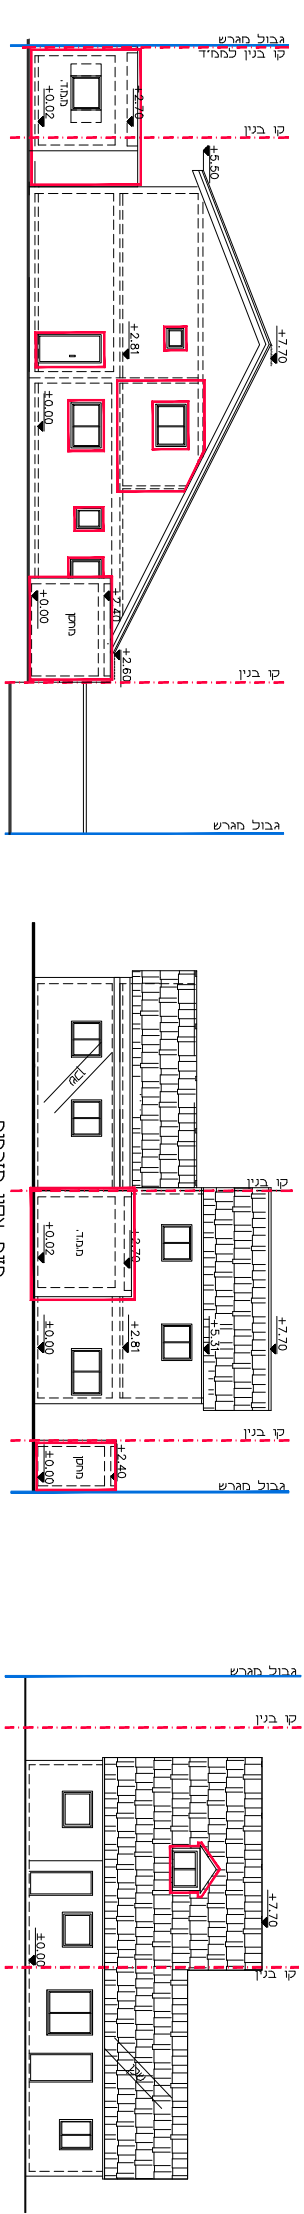 גבול מגרש
קו בנין לממ״ד
קו בנין
ממ.ד.
+0.02
+2.70
+5.50
+7.70
+2.81
±0.00
+2.40
±0.00
מחסן
+2.60
קו בנין
גבול מגרש
שכן
קו בנין
ממ.ד.
+0.02
+2.70
+2.81
±0.00
+5.31
+7.70
קו בנין
+2.40
±0.00
מחסן
גבול מגרש
גבול מגרש
קו בנין
+7.70
±0.00
קו בנין
שכן